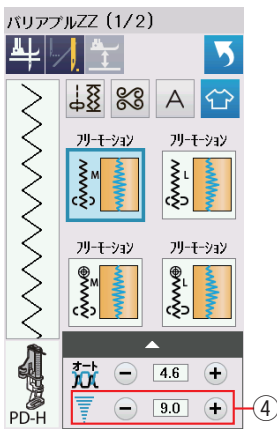 バリアブルZZ (1/2)
A
フリーモーション フリーモーション
M L
フリーモーション フリーモーション
M L
オート − 4.6 +
− 9.0 + ④
PD-H